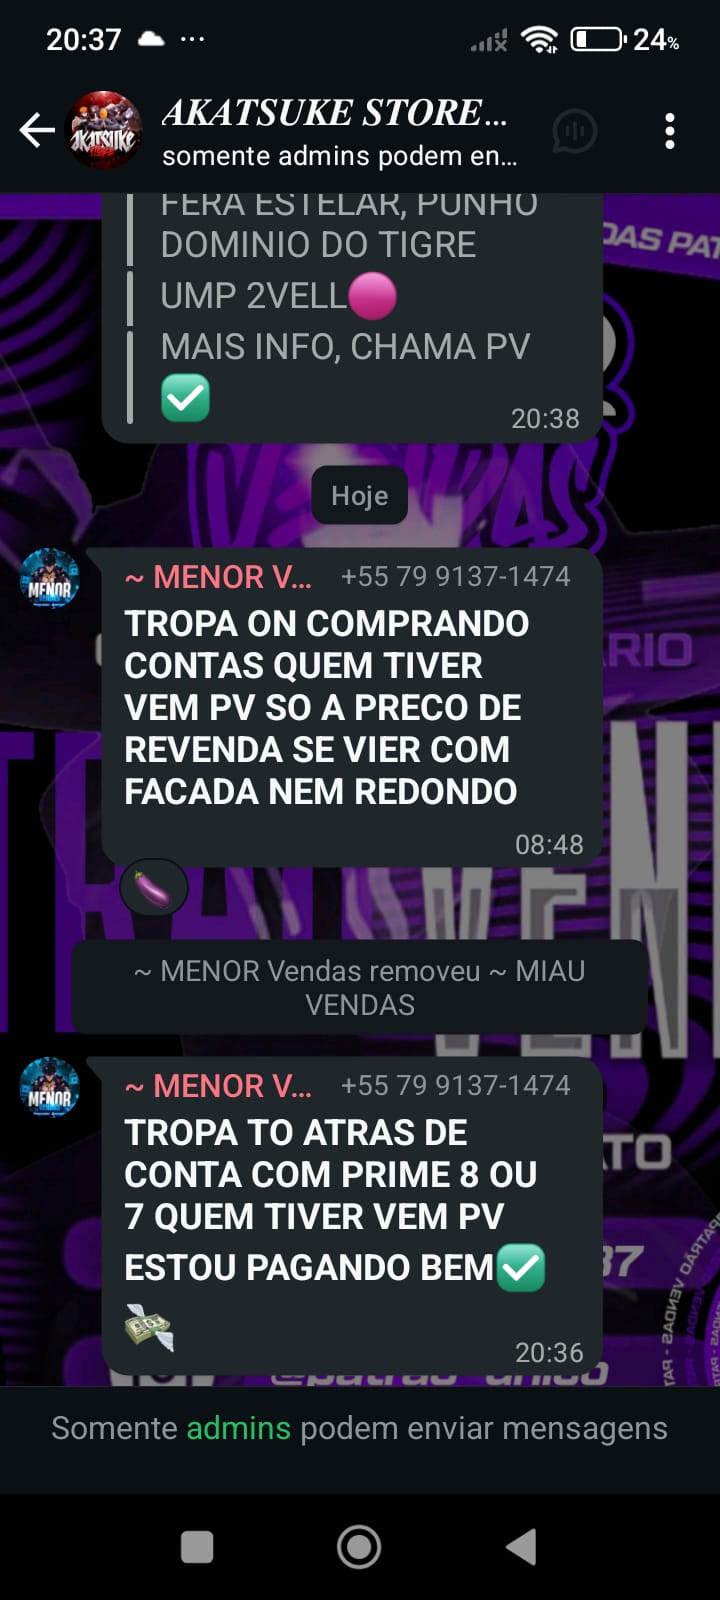 20:37
24%
AKATSUKE STORE...
somente admins podem en...
FERA ESTELAR, PUNHO
DOMINIO DO TIGRE
UMP 2VELL
MAIS INFO, CHAMA PV
20:38
Hoje
~ MENOR V... +55 79 9137-1474
TROPA ON COMPRANDO
CONTAS QUEM TIVER
VEM PV SO A PRECO DE
REVENDA SE VIER COM
FACADA NEM REDONDO
08:48
~ MENOR Vendas removeu ~ MIAU
VENDAS
~ MENOR V... +55 79 9137-1474
TROPA TO ATRAS DE
CONTA COM PRIME 8 OU
7 QUEM TIVER VEM PV
ESTOU PAGANDO BEM
20:36
Somente admins podem enviar mensagens